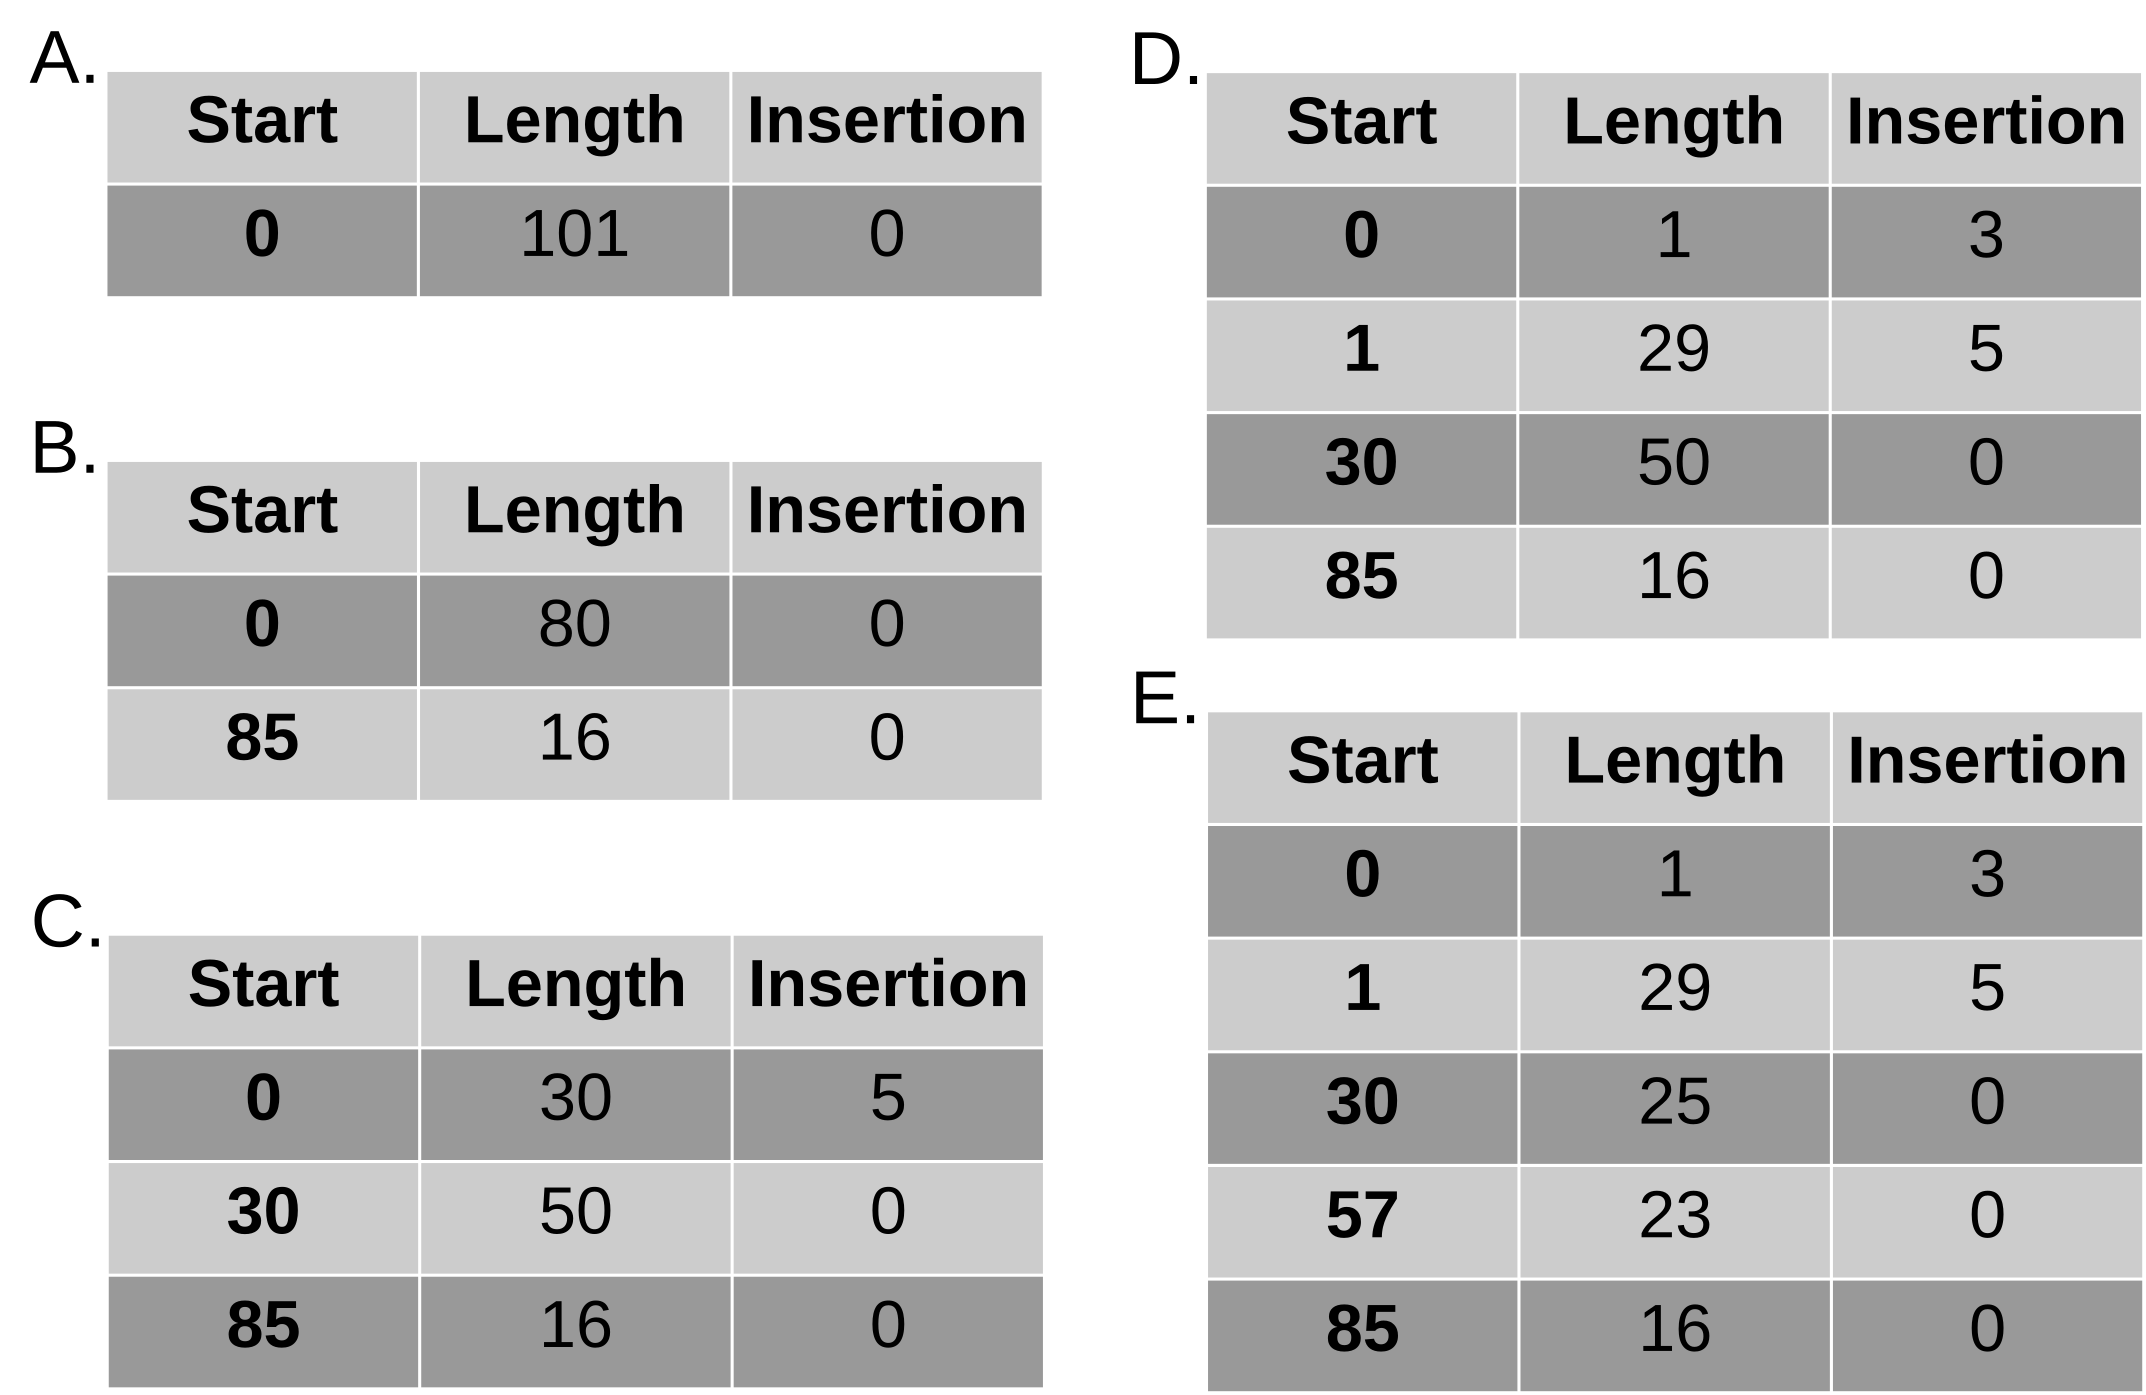 A.
Start Length Insertion
0 101 0
B.
Start Length Insertion
0 80 0
85 16 0
C.
Start Length Insertion
0 30 5
30 50 0
85 16 0
D.
Start Length Insertion
0 1 3
1 29 5
30 50 0
85 16 0
E.
Start Length Insertion
0 1 3
1 29 5
30 25 0
57 23 0
85 16 0